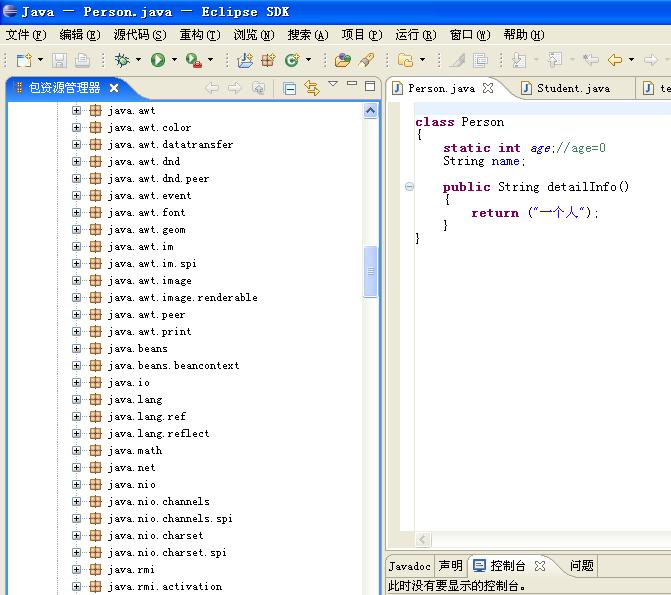 Java － Person.java － Eclipse SDK
文件(F) 编辑(E) 源代码(S) 重构(T) 浏览(N) 搜索(A) 项目(P) 运行(R) 窗口(W) 帮助(H)
包资源管理器
java.awt
java.awt.color
java.awt.datatransfer
java.awt.dnd
java.awt.dnd.peer
java.awt.event
java.awt.font
java.awt.geom
java.awt.im
java.awt.im.spi
java.awt.image
java.awt.image.renderable
java.awt.peer
java.awt.print
java.beans
java.beans.beancontext
java.io
java.lang
java.lang.ref
java.lang.reflect
java.math
java.net
java.nio
java.nio.channels
java.nio.channels.spi
java.nio.charset
java.nio.charset.spi
java.rmi
java.rmi.activation
Person.java Student.java te
class Person
{
static int age;//age=0
String name;
public String detailInfo()
{
return ("一个人");
}
}
Javadoc 声明 控制台 问题
此时没有要显示的控制台。